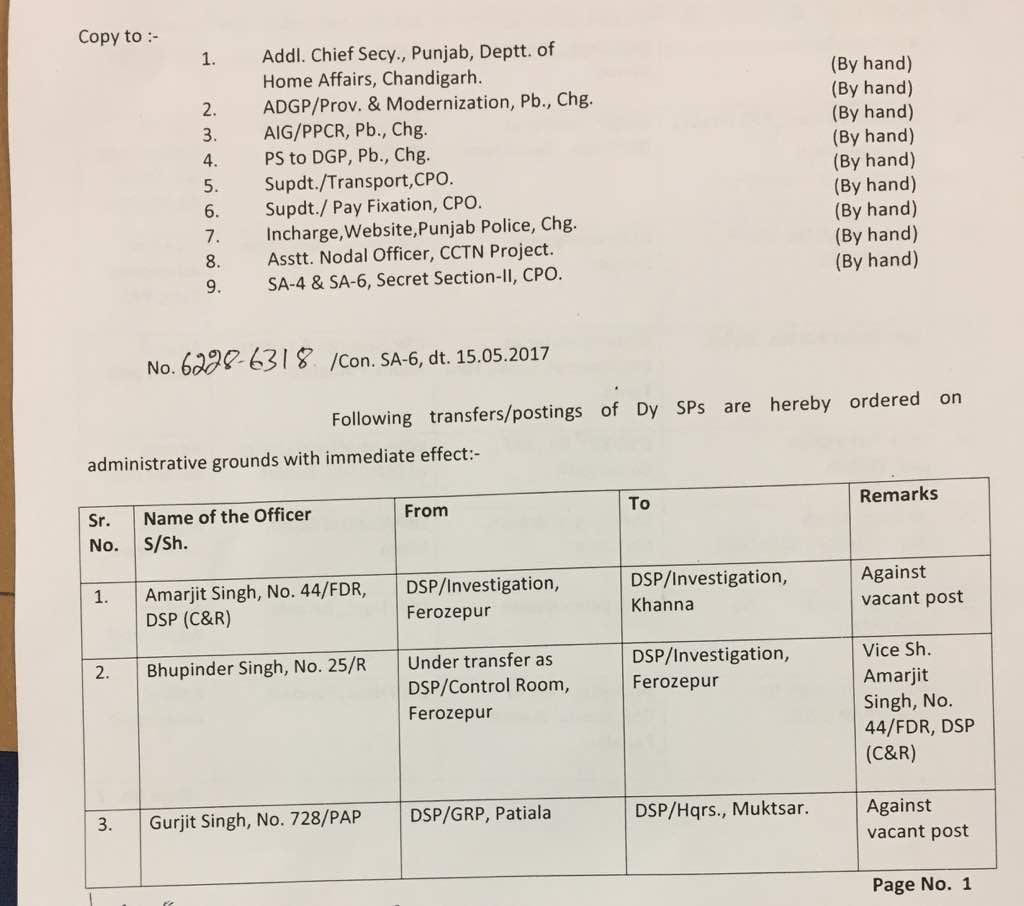 Copy to :-
1. Addl. Chief Secy., Punjab, Deptt. of
Home Affairs, Chandigarh. (By hand)
2. ADGP/Prov. & Modernization, Pb., Chg. (By hand)
3. AIG/PPCR, Pb., Chg. (By hand)
4. PS to DGP, Pb., Chg. (By hand)
5. Supdt./Transport,CPO. (By hand)
6. Supdt./ Pay Fixation, CPO. (By hand)
7. Incharge,Website,Punjab Police, Chg. (By hand)
8. Asstt. Nodal Officer, CCTN Project. (By hand)
9. SA-4 & SA-6, Secret Section-II, CPO. (By hand)
No. 6228-6318 /Con. SA-6, dt. 15.05.2017
Following transfers/postings of Dy SPs are hereby ordered on
administrative grounds with immediate effect:-
Sr. No.
Name of the Officer
S/Sh.
From
To
Remarks
1.
Amarjit Singh, No. 44/FDR,
DSP (C&R)
DSP/Investigation,
Ferozepur
DSP/Investigation,
Khanna
Against
vacant post
2.
Bhupinder Singh, No. 25/R
Under transfer as
DSP/Control Room,
Ferozepur
DSP/Investigation,
Ferozepur
Vice Sh.
Amarjit
Singh, No.
44/FDR, DSP
(C&R)
3.
Gurjit Singh, No. 728/PAP
DSP/GRP, Patiala
DSP/Hqrs., Muktsar.
Against
vacant post
Page No. 1